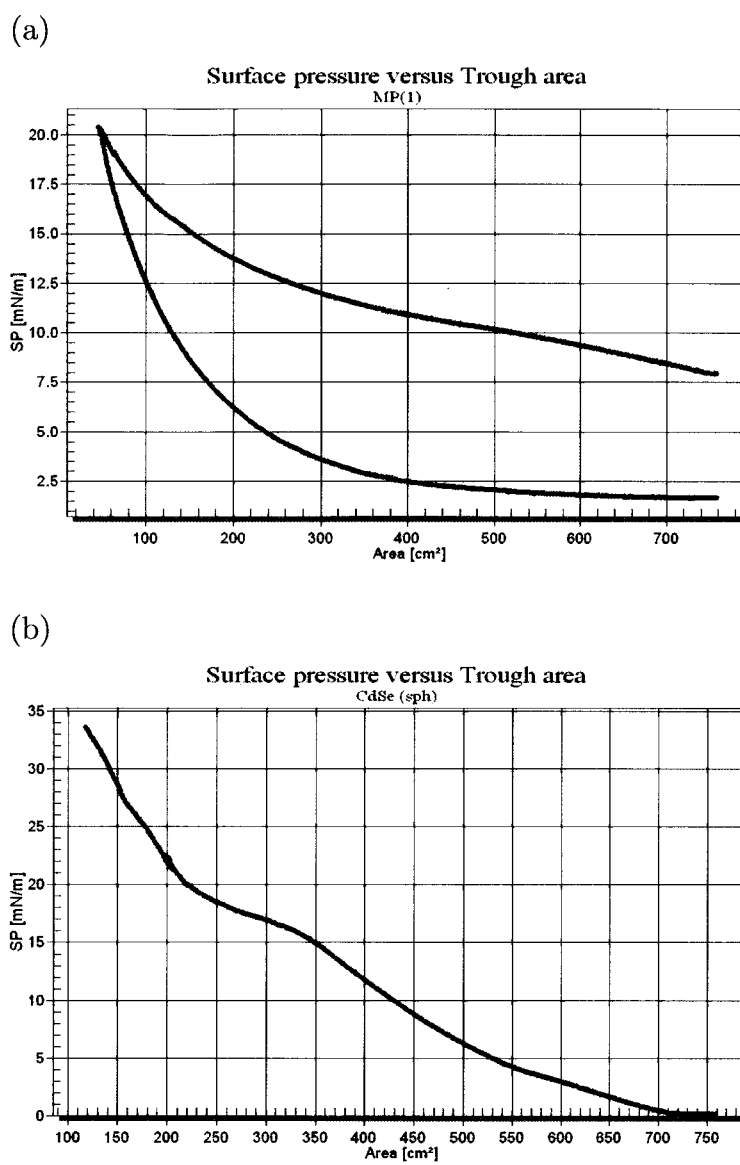 (a)
Surface pressure versus Trough area
MP(1)
SP [mN/m]
20.0
17.5
15.0
12.5
10.0
7.5
5.0
2.5
100 200 300 400 500 600 700
Area [cm²]
(b)
Surface pressure versus Trough area
CdSe (sph)
SP [mN/m]
35
30
25
20
15
10
5
0
100 150 200 250 300 350 400 450 500 550 600 650 700 750
Area [cm²]